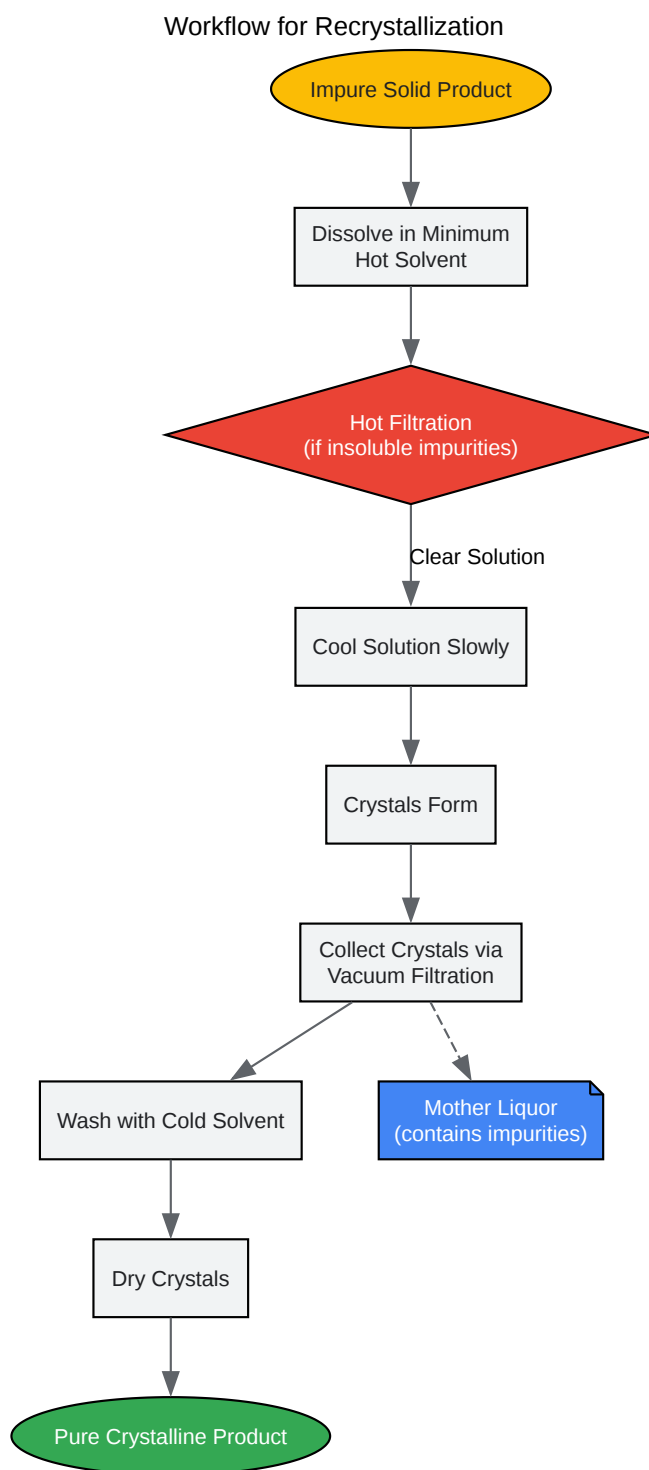 Workflow for Recrystallization
Impure Solid Product
Dissolve in Minimum
Hot Solvent
Hot Filtration
(if insoluble impurities)
Clear Solution
Cool Solution Slowly
Crystals Form
Collect Crystals via
Vacuum Filtration
Wash with Cold Solvent
Mother Liquor
(contains impurities)
Dry Crystals
Pure Crystalline Product